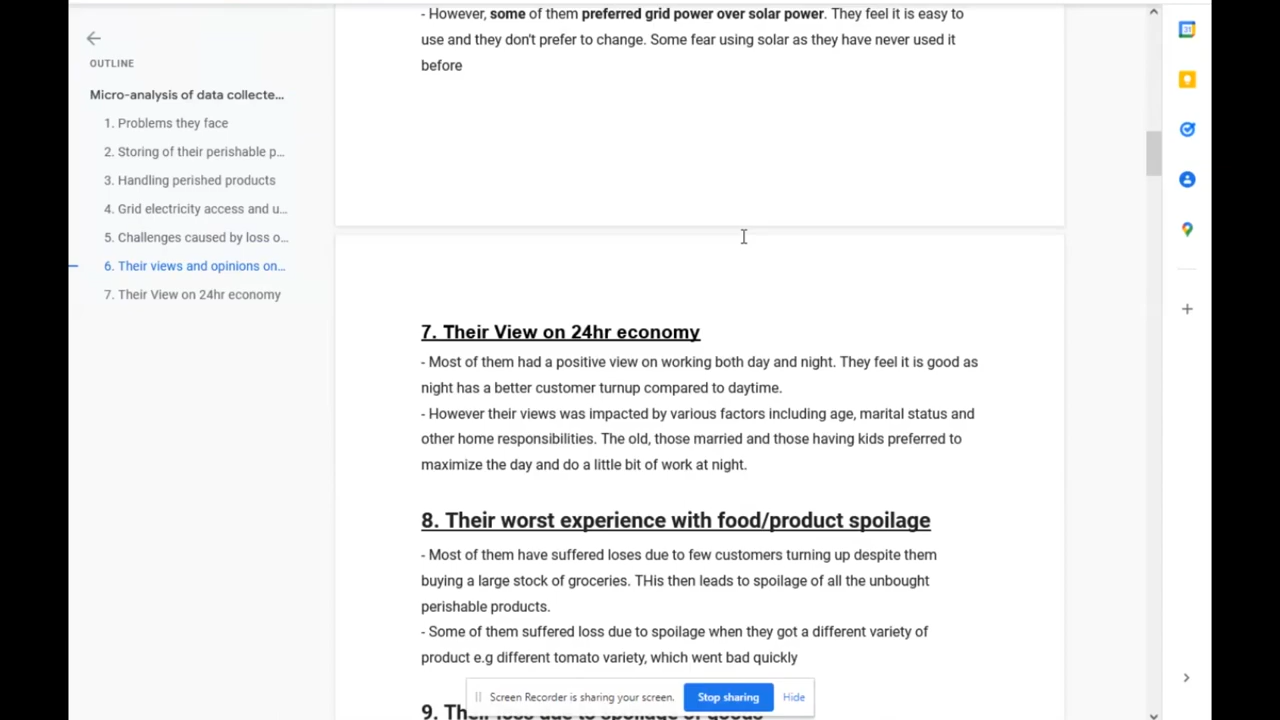 OUTLINE
Micro-analysis of data collecte...
1. Problems they face
2. Storing of their perishable p...
3. Handling perished products
4. Grid electricity access and u...
5. Challenges caused by loss o...
6. Their views and opinions on...
7. Their View on 24hr economy
- However, some of them preferred grid power over solar power. They feel it is easy to
use and they don't prefer to change. Some fear using solar as they have never used it
before
7. Their View on 24hr economy
- Most of them had a positive view on working both day and night. They feel it is good as
night has a better customer turnup compared to daytime.
- However their views was impacted by various factors including age, marital status and
other home responsibilities. The old, those married and those having kids preferred to
maximize the day and do a little bit of work at night.
8. Their worst experience with food/product spoilage
- Most of them have suffered loses due to few customers turning up despite them
buying a large stock of groceries. THis then leads to spoilage of all the unbought
perishable products.
- Some of them suffered loss due to spoilage when they got a different variety of
product e.g different tomato variety, which went bad quickly
9. Their loss due to spoilage of goods
Screen Recorder is sharing your screen.
Stop sharing
Hide
31